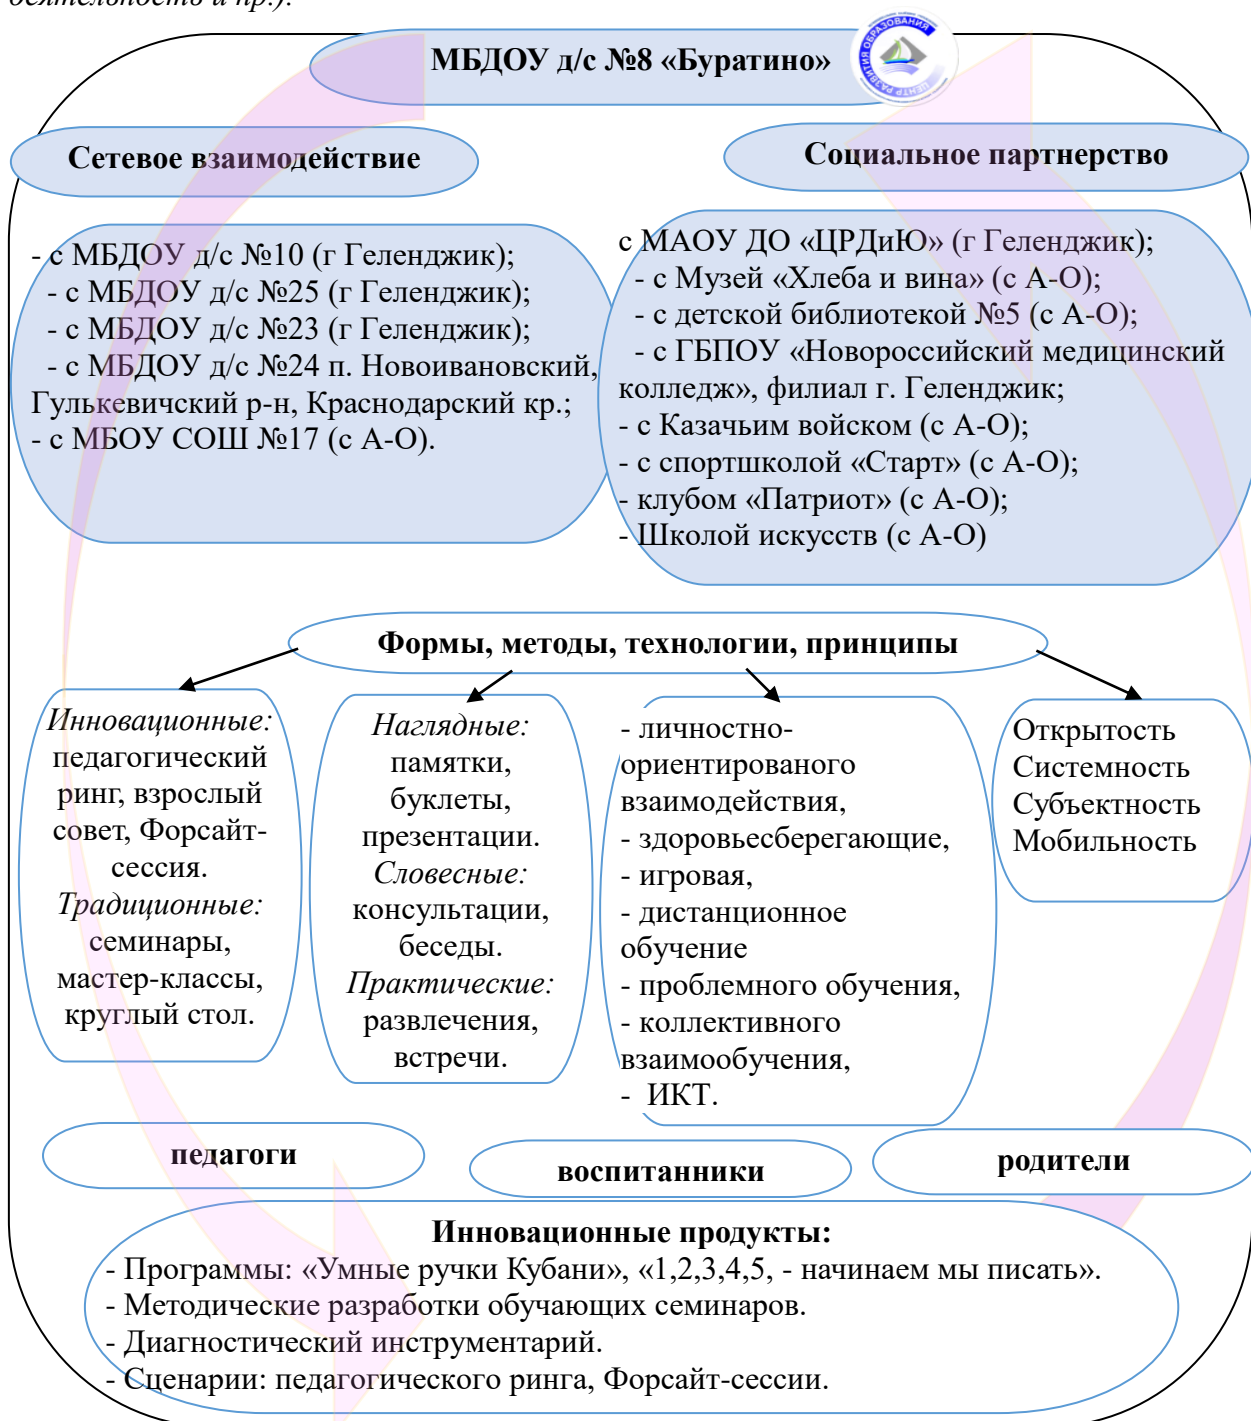 деятельность и пр.).
МБДОУ д/с №8 «Буратино»
ЦЕНТР РАЗВИТИЯ ОБРАЗОВАНИЯ
Сетевое взаимодействие
Социальное партнерство
- с МБДОУ д/с №10 (г Геленджик);
- с МБДОУ д/с №25 (г Геленджик);
- с МБДОУ д/с №23 (г Геленджик);
- с МБДОУ д/с №24 п. Новоивановский,
Гулькевичский р-н, Краснодарский кр.;
- с МБОУ СОШ №17 (с А-О).
с МАОУ ДО «ЦРДиЮ» (г Геленджик);
- с Музей «Хлеба и вина» (с А-О);
- с детской библиотекой №5 (с А-О);
- с ГБПОУ «Новороссийский медицинский
колледж», филиал г. Геленджик;
- с Казачьим войском (с А-О);
- с спортшколой «Старт» (с А-О);
- клубом «Патриот» (с А-О);
- Школой искусств (с А-О)
Формы, методы, технологии, принципы
Инновационные:
педагогический
ринг, взрослый
совет, Форсайт-
сессия.
Традиционные:
семинары,
мастер-классы,
круглый стол.
Наглядные:
памятки,
буклеты,
презентации.
Словесные:
консультации,
беседы.
Практические:
развлечения,
встречи.
- личностно-
ориентированого
взаимодействия,
- здоровьесберегающие,
- игровая,
- дистанционное
обучение
- проблемного обучения,
- коллективного
взаимообучения,
- ИКТ.
Открытость
Системность
Субъектность
Мобильность
педагоги
воспитанники
родители
Инновационные продукты:
- Программы: «Умные ручки Кубани», «1,2,3,4,5, - начинаем мы писать».
- Методические разработки обучающих семинаров.
- Диагностический инструментарий.
- Сценарии: педагогического ринга, Форсайт-сессии.